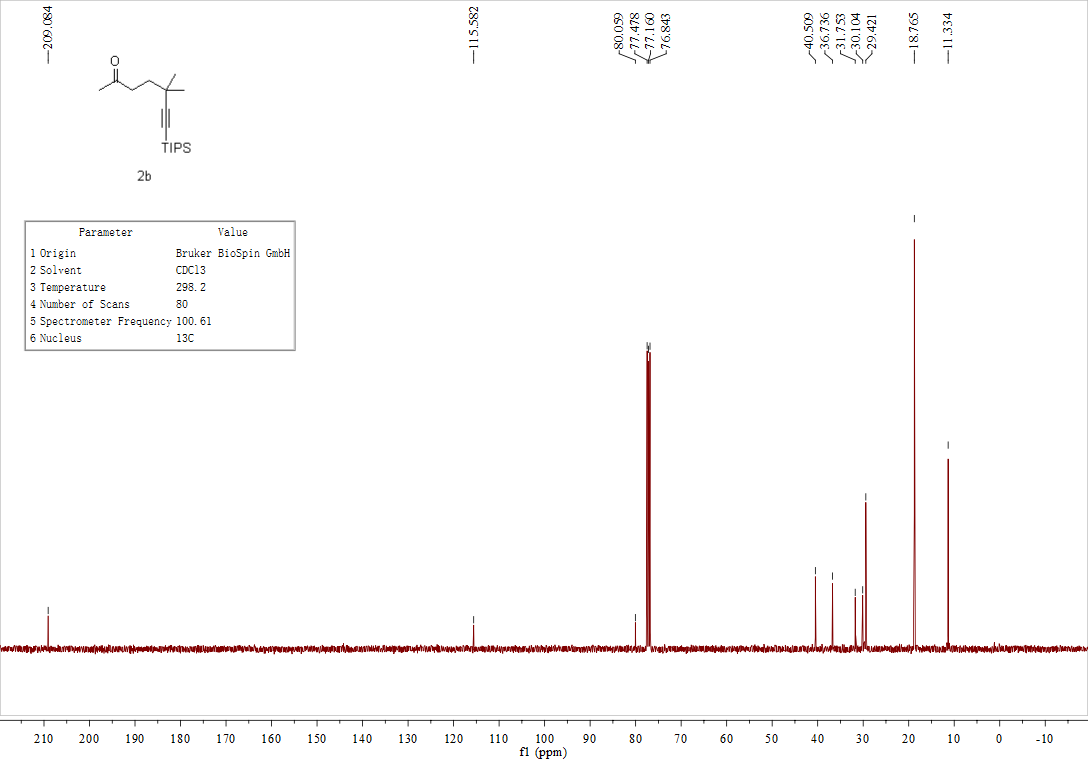 209.084
115.582
80.059
77.478
77.160
76.843
40.509
36.736
31.753
30.104
29.421
18.765
11.334
O
TIPS
2b
Parameter Value
1 Origin Bruker BioSpin GmbH
2 Solvent CDCl3
3 Temperature 298.2
4 Number of Scans 80
5 Spectrometer Frequency 100.61
6 Nucleus 13C
210 200 190 180 170 160 150 140 130 120 110 100 90 80 70 60 50 40 30 20 10 0 -10
f1 (ppm)